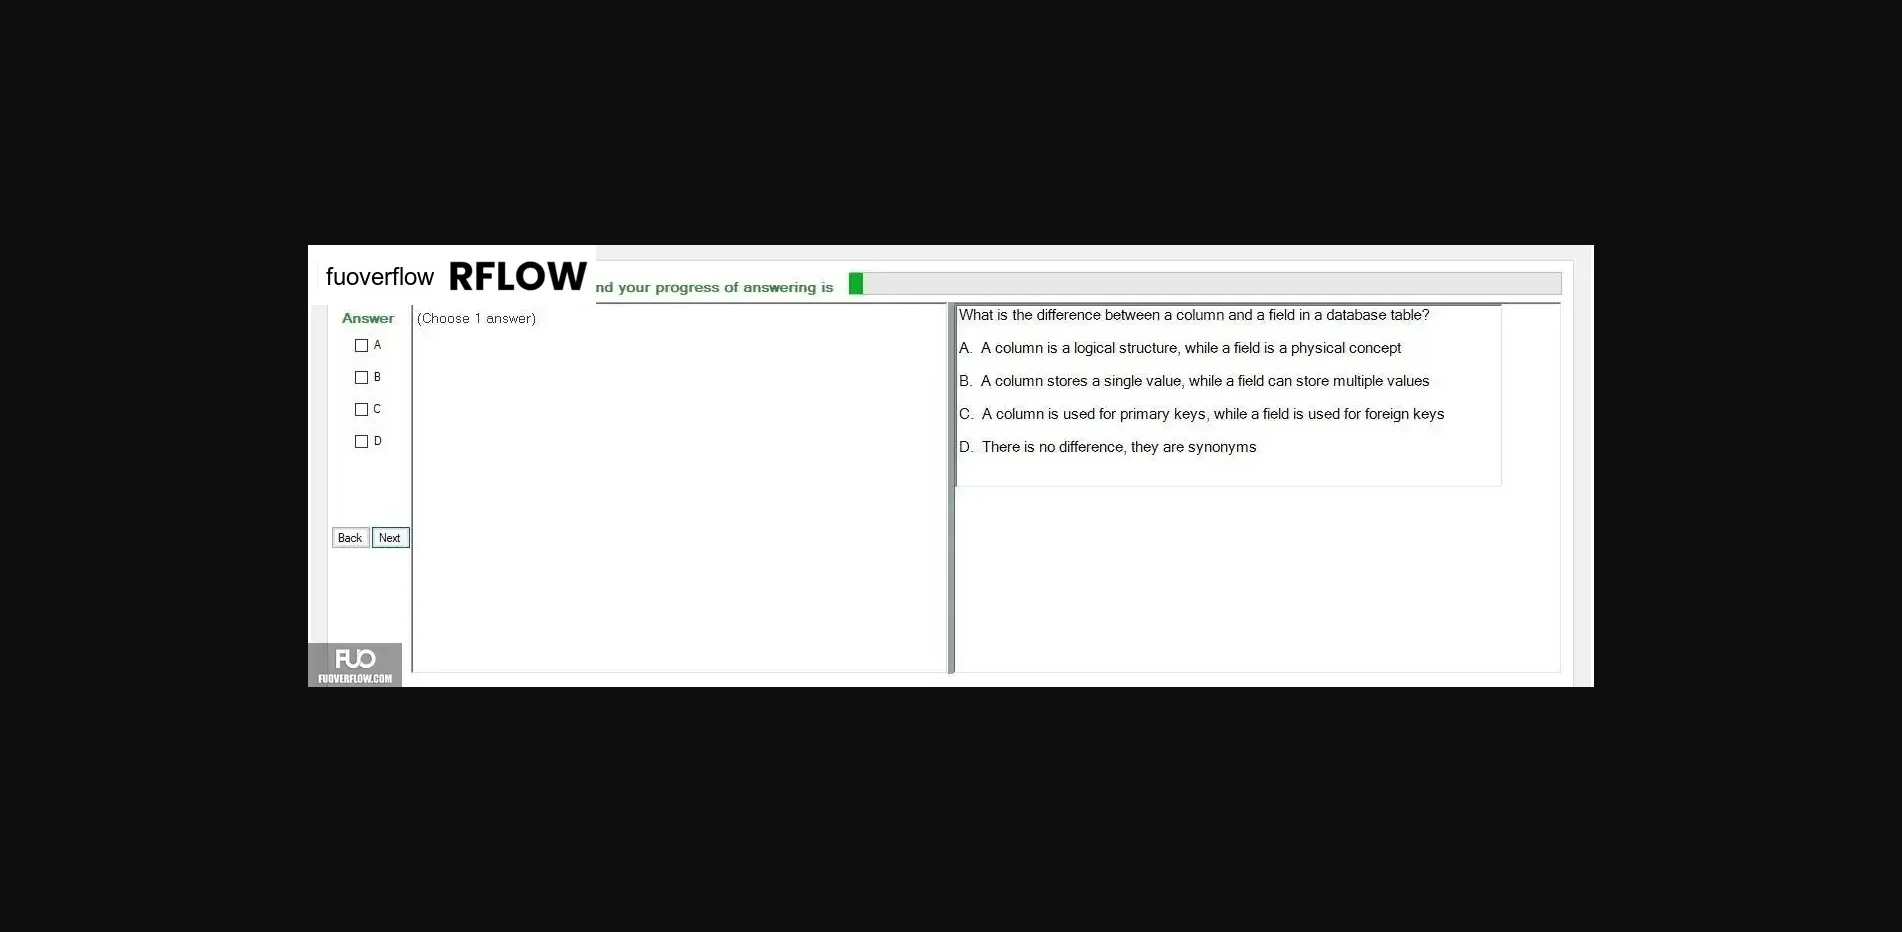 fuoverflow RFLOW
nd your progress of answering is
Answer
(Choose 1 answer)
A
B
C
D
Back Next
What is the difference between a column and a field in a database table?
A. A column is a logical structure, while a field is a physical concept
B. A column stores a single value, while a field can store multiple values
C. A column is used for primary keys, while a field is used for foreign keys
D. There is no difference, they are synonyms
FUO
FUOVERFLOW.COM